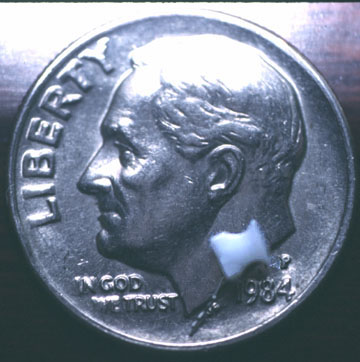 LIBERTY
IN GOD
WE TRUST
P
1984